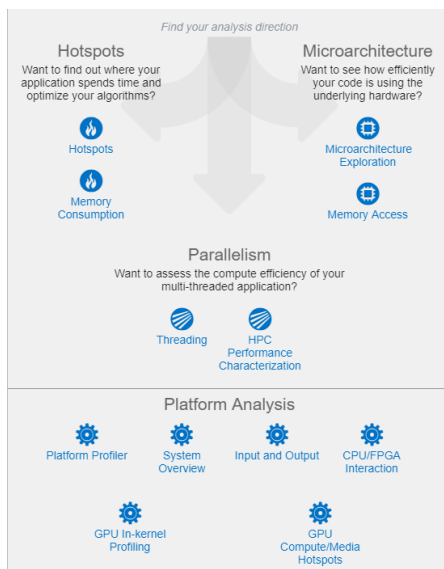 Find your analysis direction
Hotspots
Want to find out where your
application spends time and
optimize your algorithms?
Hotspots
Memory
Consumption
Microarchitecture
Want to see how efficiently
your code is using the
underlying hardware?
Microarchitecture
Exploration
Memory Access
Parallelism
Want to assess the compute efficiency of your
multi-threaded application?
Threading
HPC
Performance
Characterization
Platform Analysis
Platform Profiler
System
Overview
Input and Output
CPU/FPGA
Interaction
GPU In-kernel
Profiling
GPU
Compute/Media
Hotspots